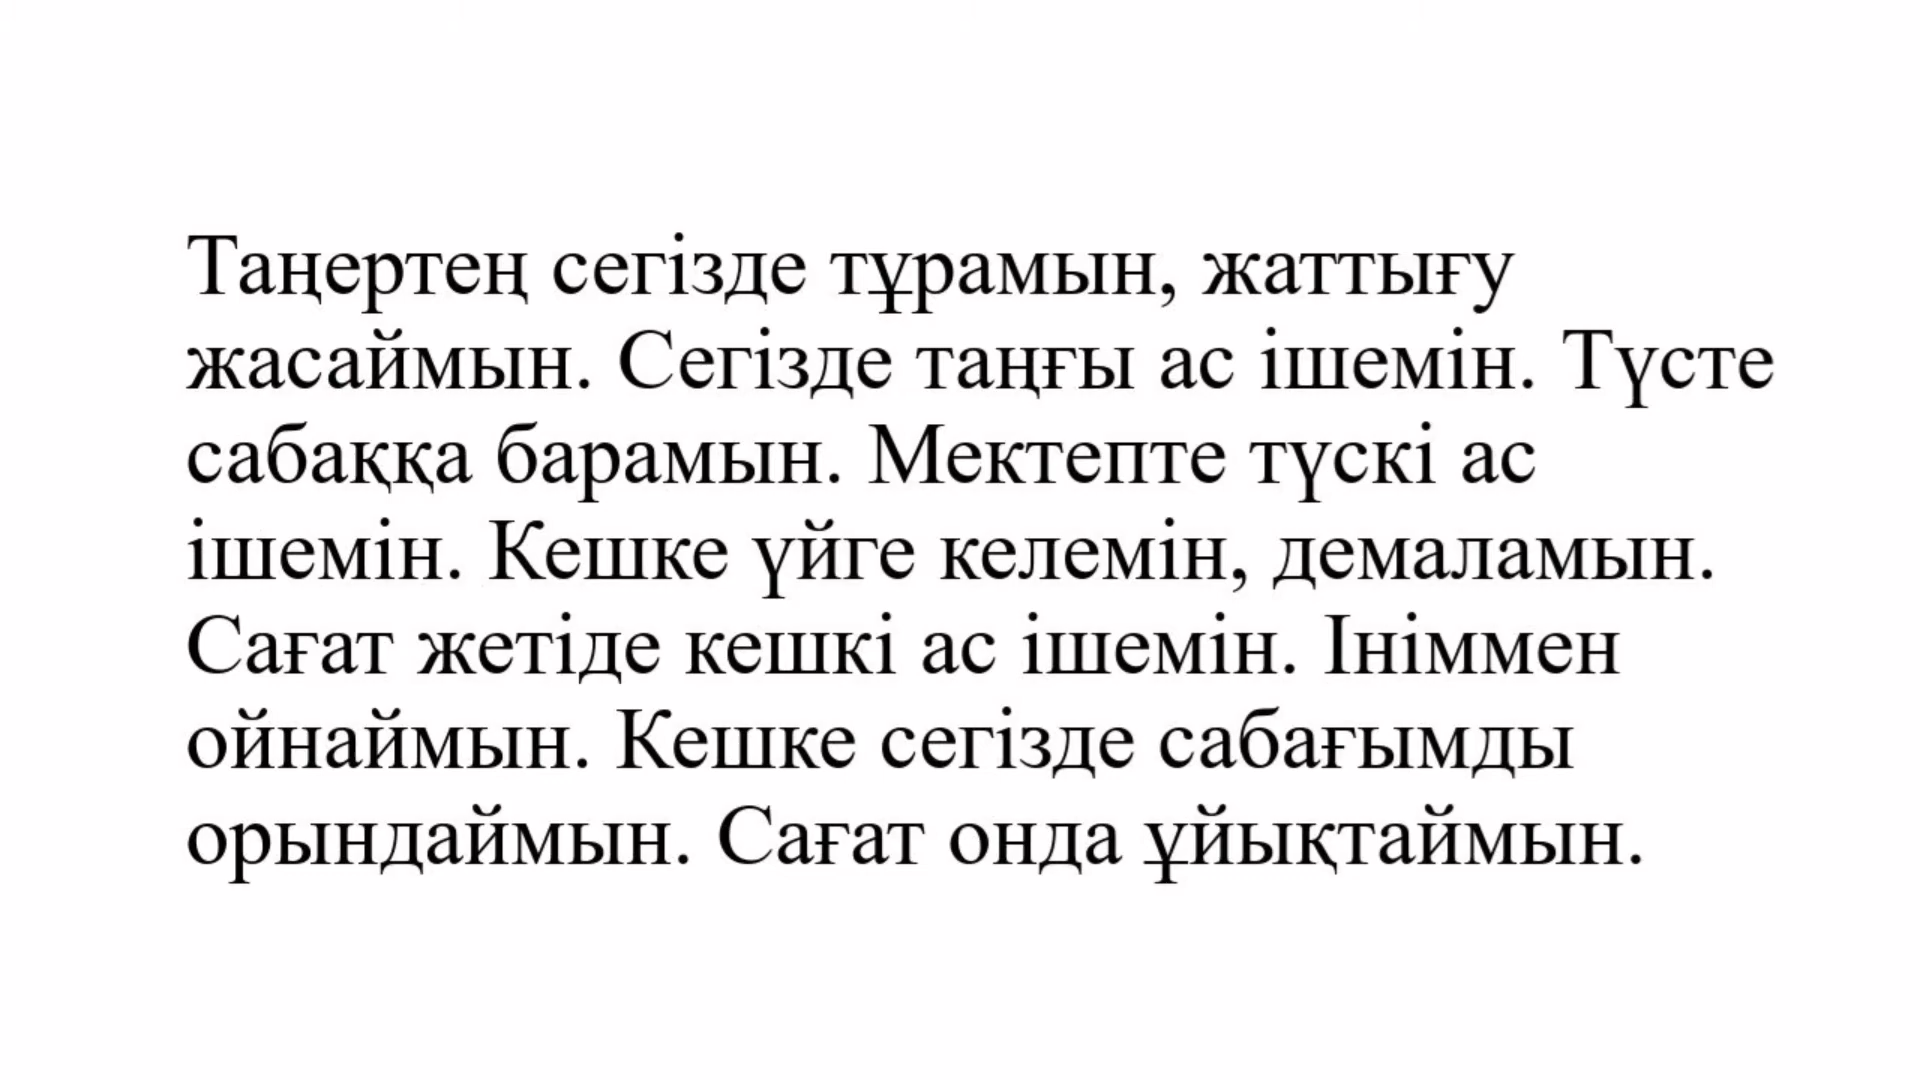 Таңертең сегізде тұрамын, жаттығу
жасаймын. Сегізде таңғы ас ішемін. Түсте
сабаққа барамын. Мектепте түскі ас
ішемін. Кешке үйге келемін, демаламын.
Сағат жетіде кешкі ас ішемін. Ініммен
ойнаймын. Кешке сегізде сабағымды
орындаймын. Сағат онда ұйықтаймын.